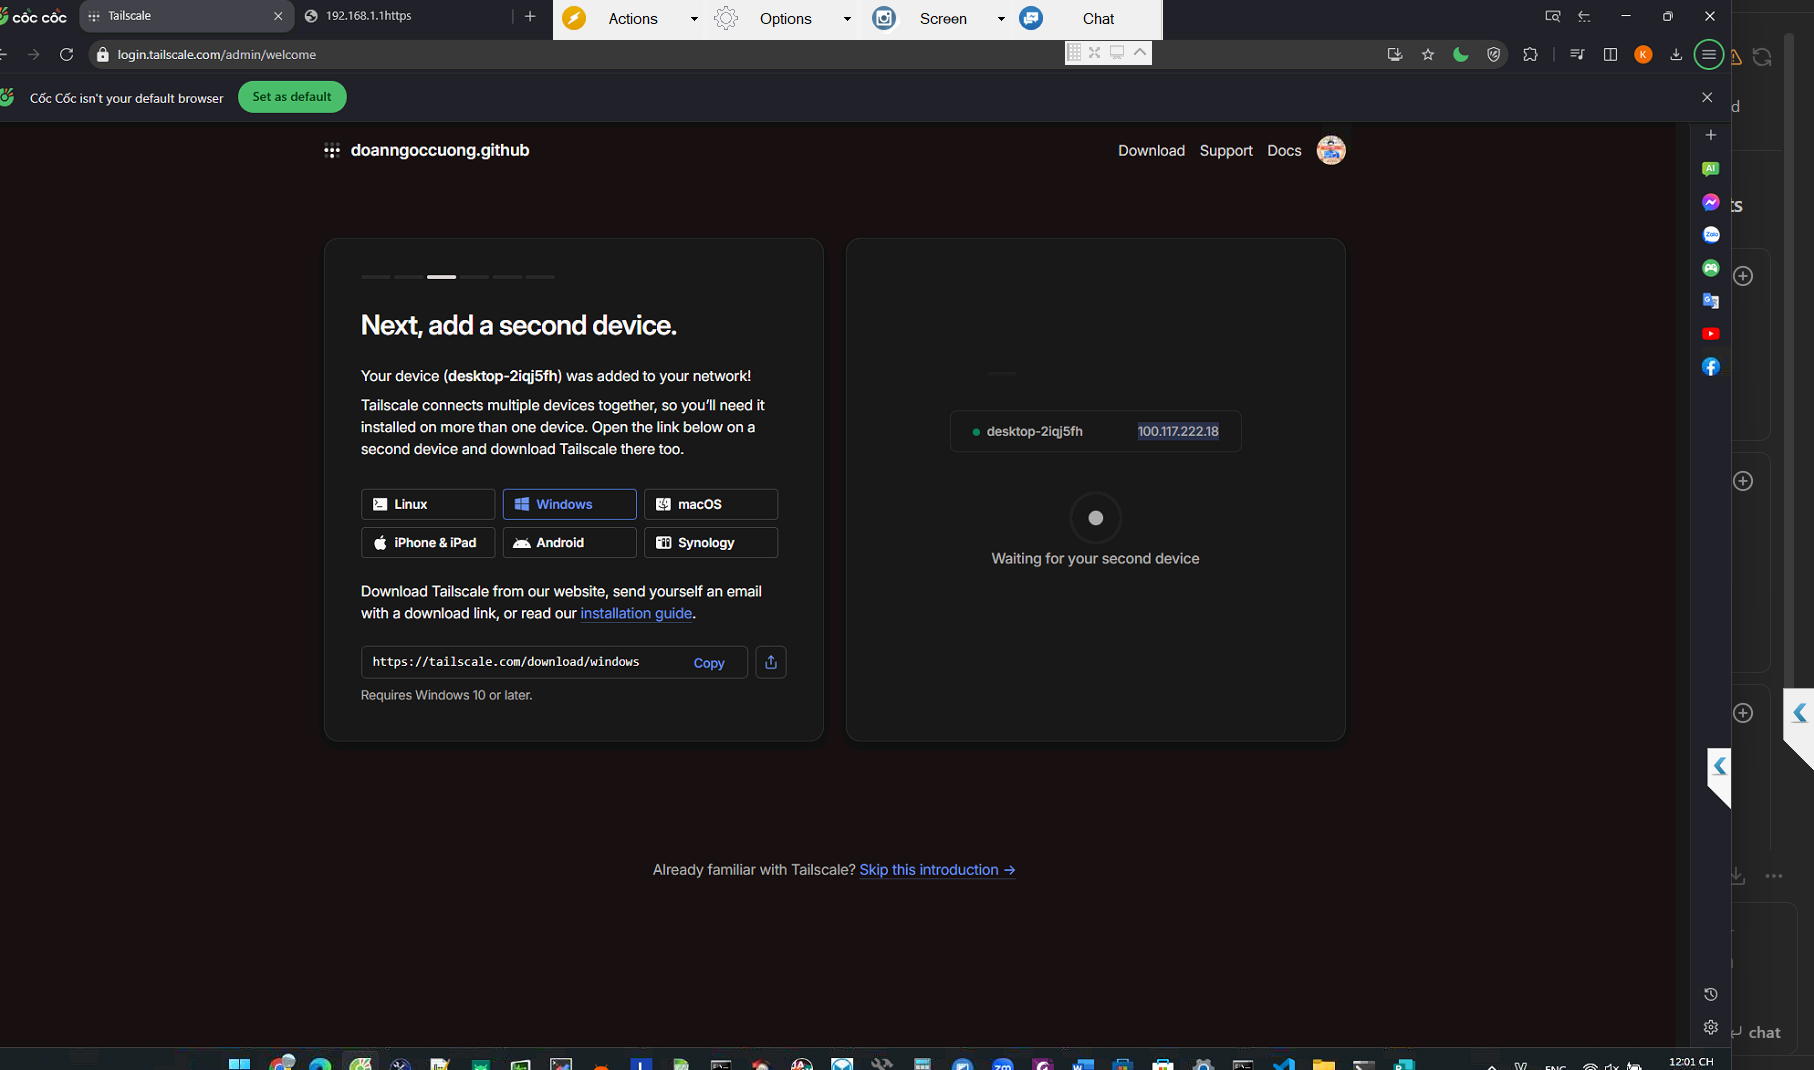 cốc cốc
Tailscale
192.168.1.1https
Actions
Options
Screen
Chat
login.tailscale.com/admin/welcome
K
Cốc Cốc isn't your default browser
Set as default
d
doanngoccuong.github
Download
Support
Docs
AI
ts
Zalo
Next, add a second device.
Your device (desktop-2iqj5fh) was added to your network!
Tailscale connects multiple devices together, so you'll need it
installed on more than one device. Open the link below on a
second device and download Tailscale there too.
Linux
Windows
macOS
iPhone & iPad
Android
Synology
Download Tailscale from our website, send yourself an email
with a download link, or read our installation guide.
https://tailscale.com/download/windows
Copy
Requires Windows 10 or later.
desktop-2iqj5fh
100.117.222.18
Waiting for your second device
Already familiar with Tailscale? Skip this introduction →
chat
zm
ENG
12:01 CH